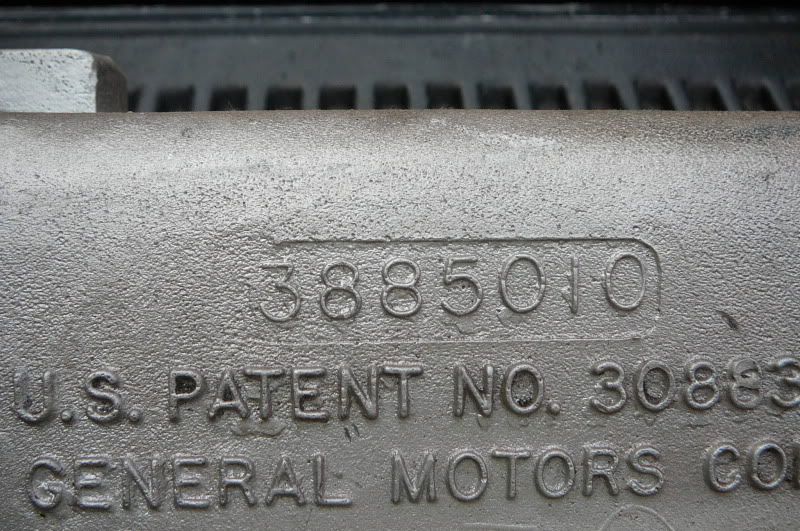 3885010
U.S. PATENT NO. 30883
GENERAL MOTORS CO